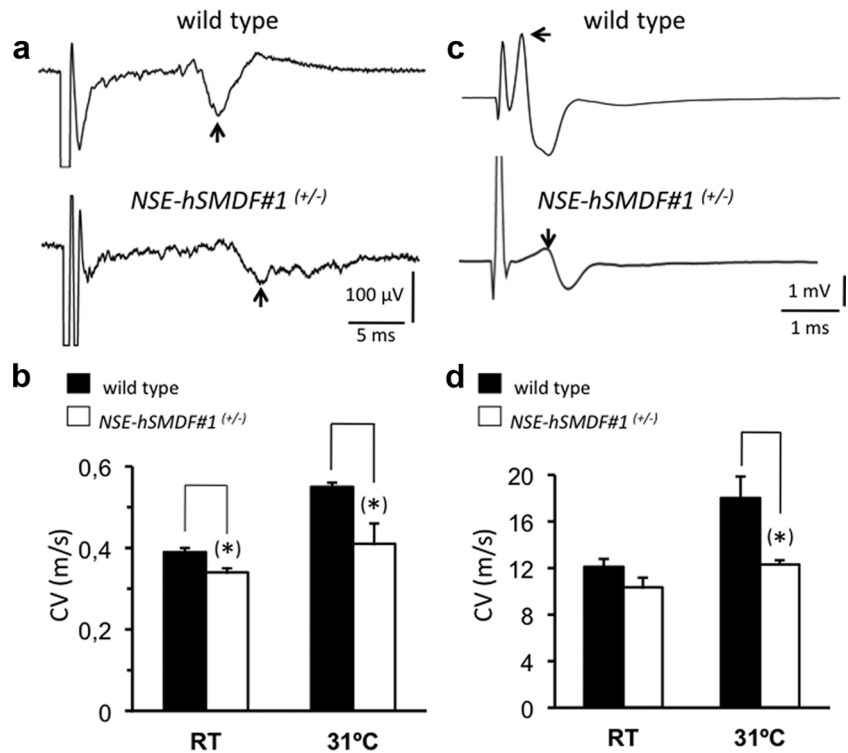 a
wild type
NSE-hSMDF#1 (+/-)
100 µV
5 ms
c
wild type
NSE-hSMDF#1 (+/-)
1 mV
1 ms
b
wild type
NSE-hSMDF#1 (+/-)
CV (m/s)
0,6
0,4
0,2
0
(*)
(*)
RT
31ºC
d
wild type
NSE-hSMDF#1 (+/-)
CV (m/s)
20
16
12
8
4
0
(*)
RT
31ºC